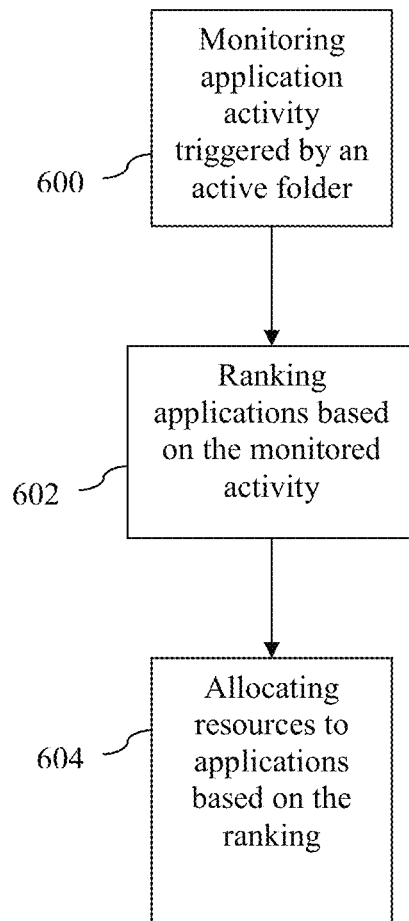 Monitoring
application
activity
triggered by an
active folder
600
Ranking
applications based
on the monitored
activity
602
Allocating
resources to
applications
based on the
ranking
604